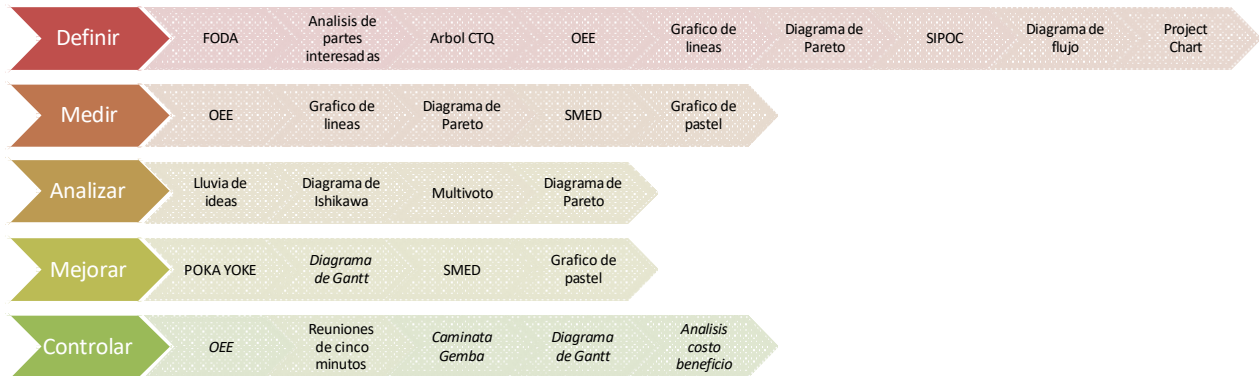 Definir
FODA
Analisis de
partes
interesadas
Arbol CTQ
OEE
Grafico de
lineas
Diagrama de
Pareto
SIPOC
Diagrama de
flujo
Project
Chart
Medir
OEE
Grafico de
lineas
Diagrama de
Pareto
SMED
Grafico de
pastel
Analizar
Lluvia de
ideas
Diagrama de
Ishikawa
Multivoto
Diagrama de
Pareto
Mejorar
POKA YOKE
Diagrama
de Gantt
SMED
Grafico de
pastel
Controlar
OEE
Reuniones
de cinco
minutos
Caminata
Gemba
Diagrama
de Gantt
Analisis
costo
beneficio